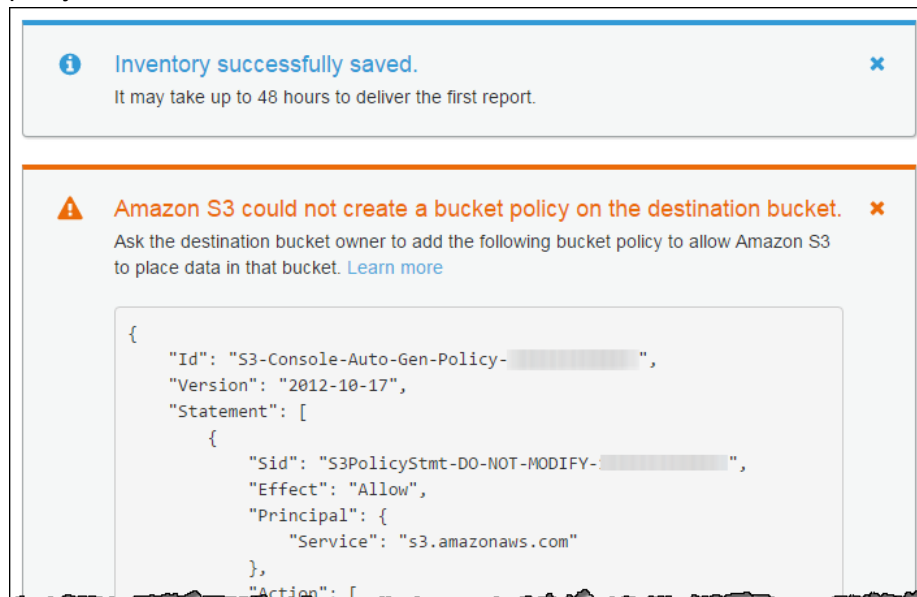 Inventory successfully saved.
It may take up to 48 hours to deliver the first report.
Amazon S3 could not create a bucket policy on the destination bucket.
Ask the destination bucket owner to add the following bucket policy to allow Amazon S3
to place data in that bucket. Learn more
{
"Id": "S3-Console-Auto-Gen-Policy- ",
"Version": "2012-10-17",
"Statement": [
{
"Sid": "S3PolicyStmt-DO-NOT-MODIFY- ",
"Effect": "Allow",
"Principal": {
"Service": "s3.amazonaws.com"
},
"Action": [